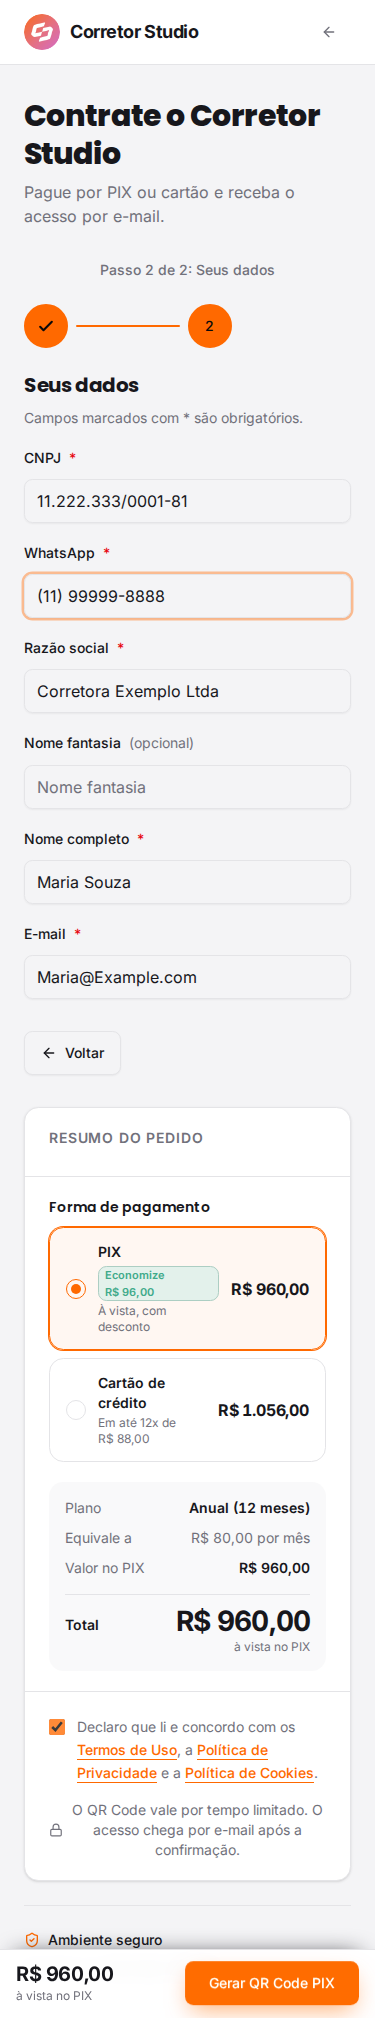 Corretor Studio
Contrate o Corretor
Studio
Pague por PIX ou cartão e receba o
acesso por e-mail.
Passo 2 de 2: Seus dados
2
Seus dados
Campos marcados com * são obrigatórios.
CNPJ *
11.222.333/0001-81
WhatsApp *
(11) 99999-8888
Razão social *
Corretora Exemplo Ltda
Nome fantasia (opcional)
Nome fantasia
Nome completo *
Maria Souza
E-mail *
Maria@Example.com
Voltar
RESUMO DO PEDIDO
Forma de pagamento
PIX
Economize
R$ 96,00
À vista, com
desconto
R$ 960,00
Cartão de
crédito
Em até 12x de
R$ 88,00
R$ 1.056,00
Plano Anual (12 meses)
Equivale a R$ 80,00 por mês
Valor no PIX R$ 960,00
Total R$ 960,00
à vista no PIX
Declaro que li e concordo com os
Termos de Uso, a Política de
Privacidade e a Política de Cookies.
O QR Code vale por tempo limitado. O
acesso chega por e-mail após a
confirmação.
Ambiente seguro
R$ 960,00
à vista no PIX
Gerar QR Code PIX